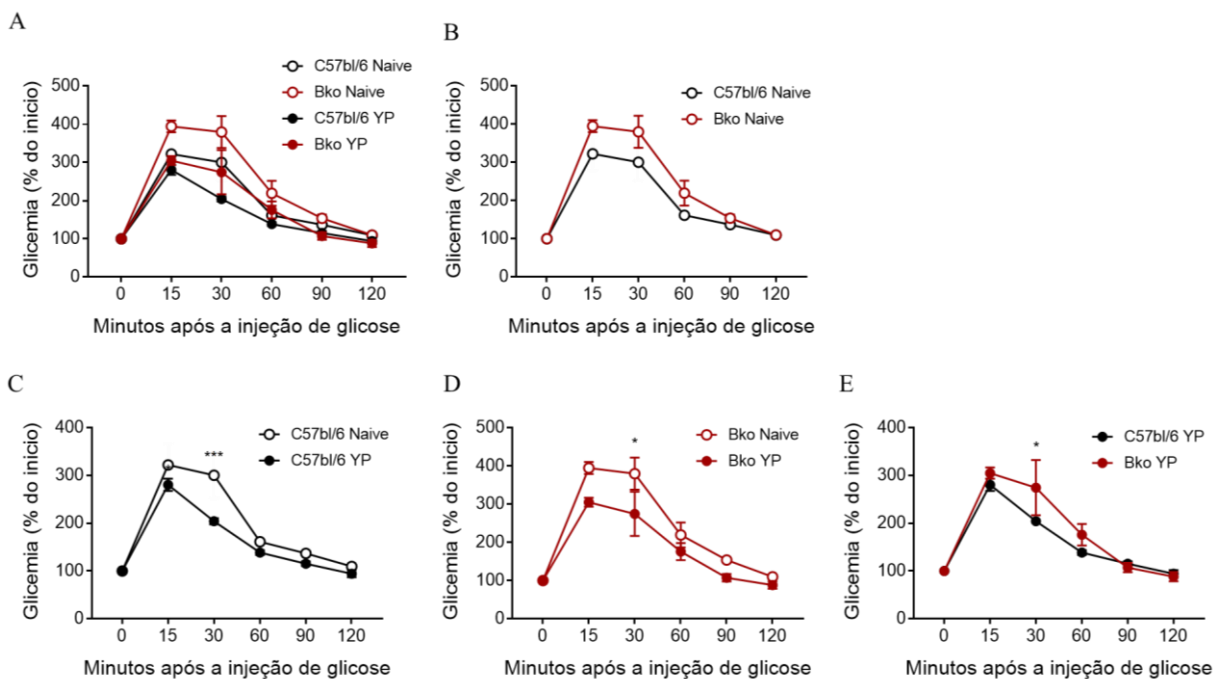 A
C57bl/6 Naive
Bko Naive
C57bl/6 YP
Bko YP
Glicemia (% do inicio)
500
400
300
200
100
0
0 15 30 60 90 120
Minutos após a injeção de glicose
B
C57bl/6 Naive
Bko Naive
Glicemia (% do inicio)
500
400
300
200
100
0
0 15 30 60 90 120
Minutos após a injeção de glicose
C
C57bl/6 Naive
C57bl/6 YP
***
Glicemia (% do inicio)
400
300
200
100
0
0 15 30 60 90 120
Minutos após a injeção de glicose
D
Bko Naive
Bko YP
*
Glicemia (% do inicio)
500
400
300
200
100
0
0 15 30 60 90 120
Minutos após a injeção de glicose
E
C57bl/6 YP
Bko YP
*
Glicemia (% do inicio)
400
300
200
100
0
0 15 30 60 90 120
Minutos após a injeção de glicose